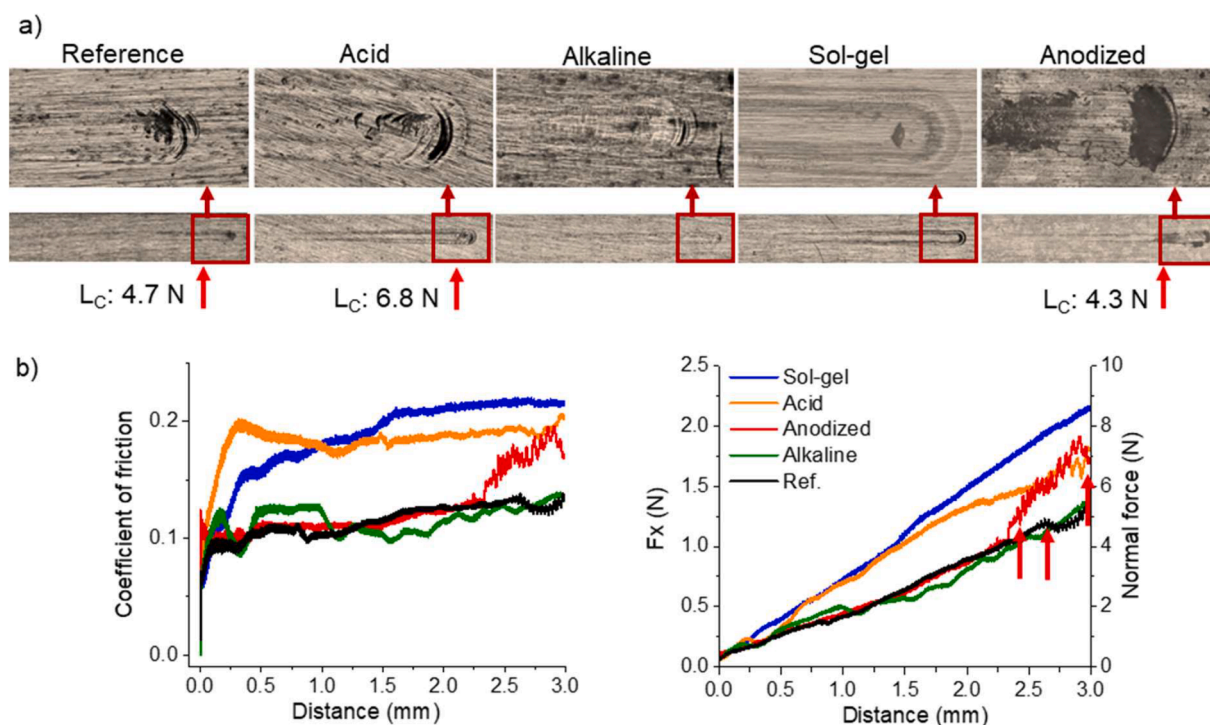 a)
Reference Acid Alkaline Sol-gel Anodized
L_C: 4.7 N L_C: 6.8 N L_C: 4.3 N
b)
Coefficient of friction
0.2
0.1
0.0
0.0 0.5 1.0 1.5 2.0 2.5 3.0
Distance (mm)
Fx (N)
2.5
2.0
1.5
1.0
0.5
0.0
Sol-gel
Acid
Anodized
Alkaline
Ref.
10
8
6
4
2
0
Normal force (N)
0.0 0.5 1.0 1.5 2.0 2.5 3.0
Distance (mm)